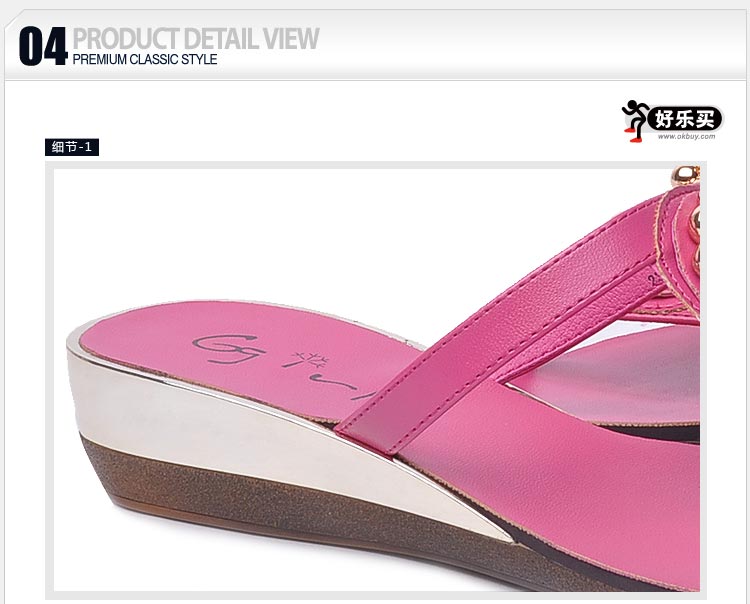 04 PRODUCT DETAIL VIEW
PREMIUM CLASSIC STYLE
好乐买
www.okbuy.com
细节-1